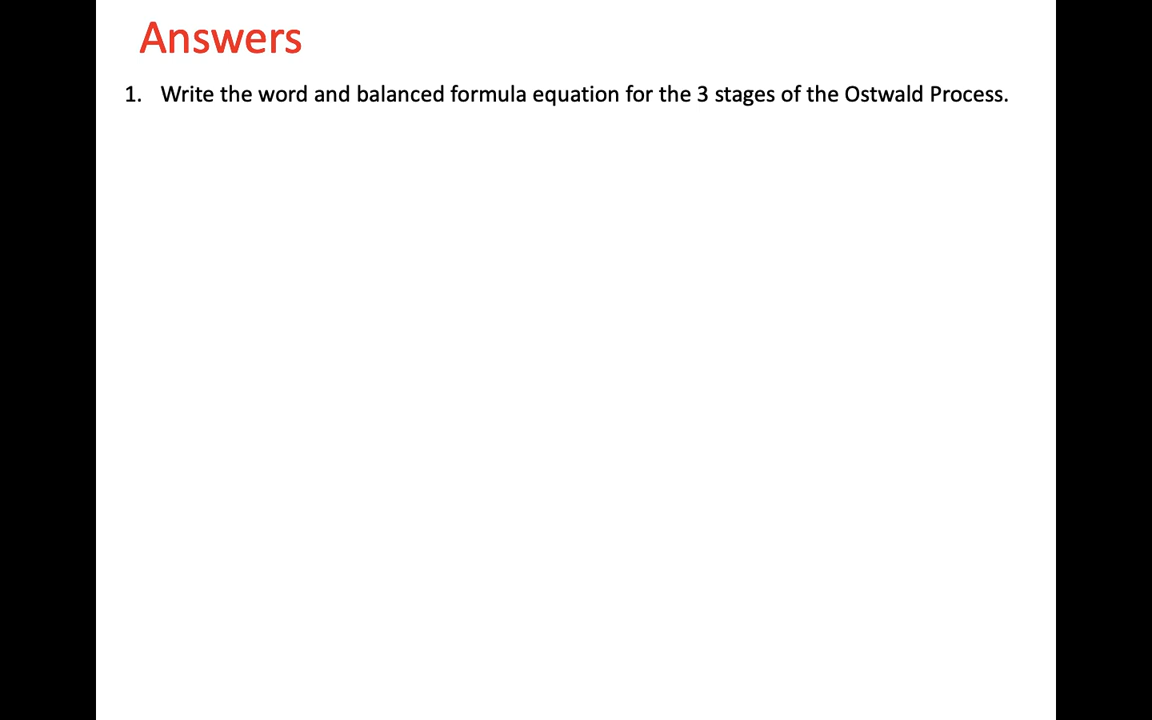 Answers
1. Write the word and balanced formula equation for the 3 stages of the Ostwald Process.